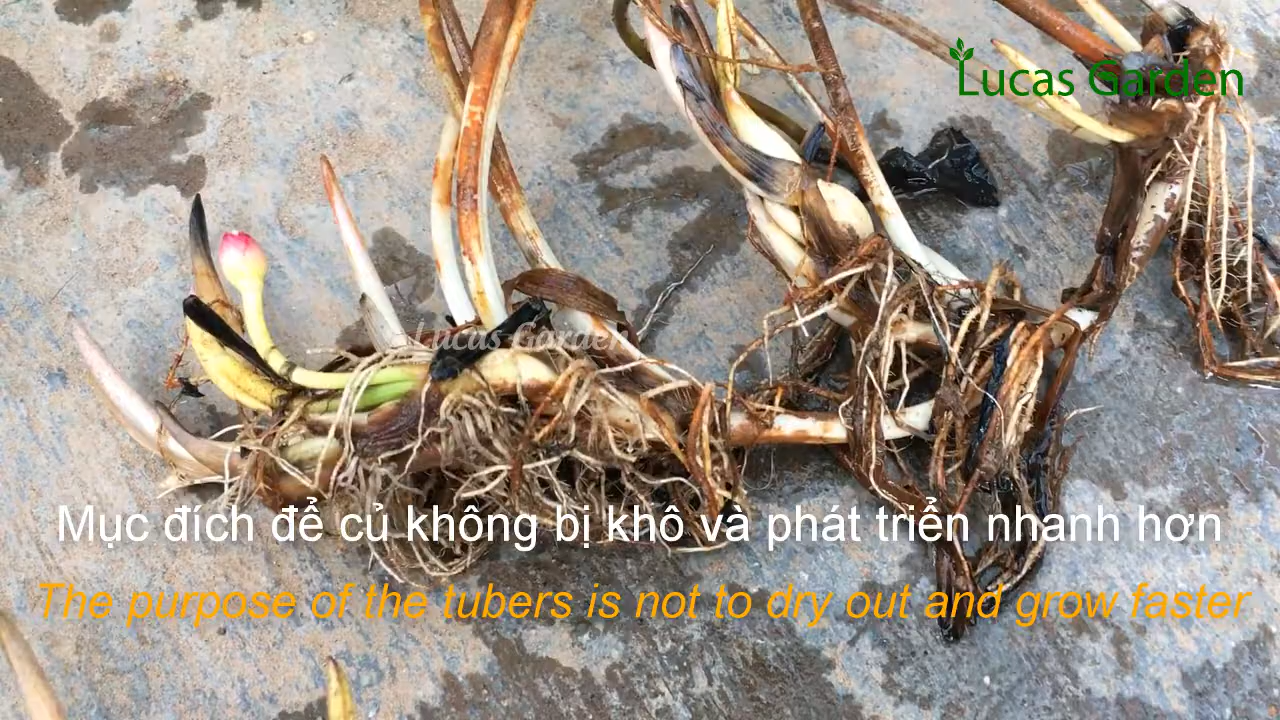 Lucas Garden
Lucas Garden
Mục đích để củ không bị khô và phát triển nhanh hơn
The purpose of the tubers is not to dry out and grow faster